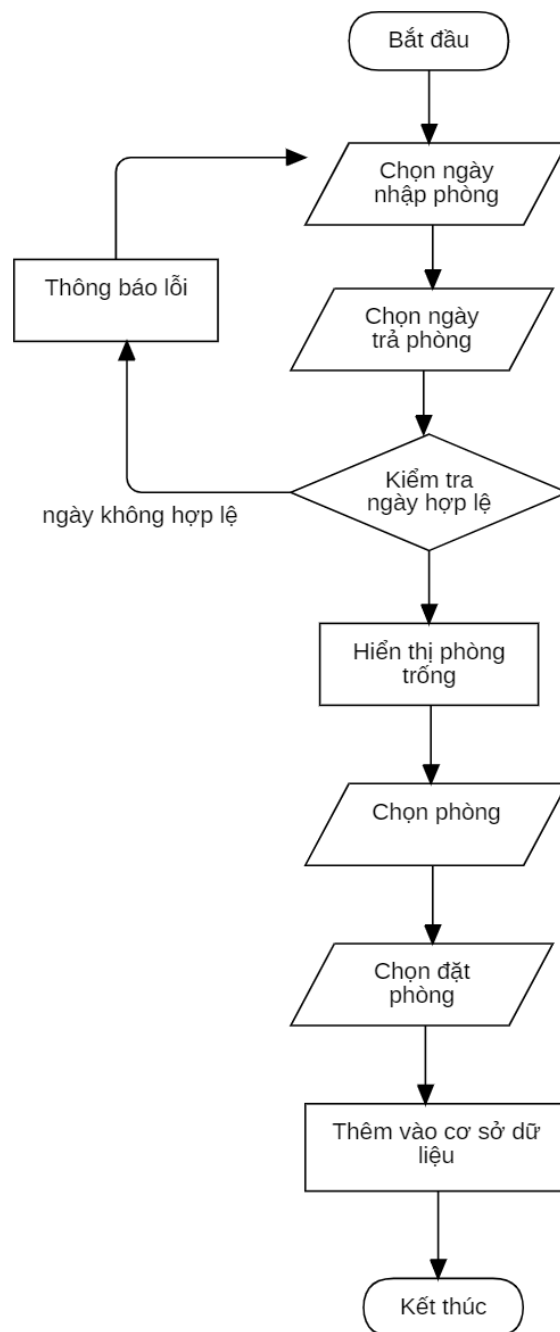 Bắt đầu
Chọn ngày
nhập phòng
Thông báo lỗi
Chọn ngày
trả phòng
Kiểm tra
ngày hợp lệ
ngày không hợp lệ
Hiển thị phòng
trống
Chọn phòng
Chọn đặt
phòng
Thêm vào cơ sở dữ
liệu
Kết thúc